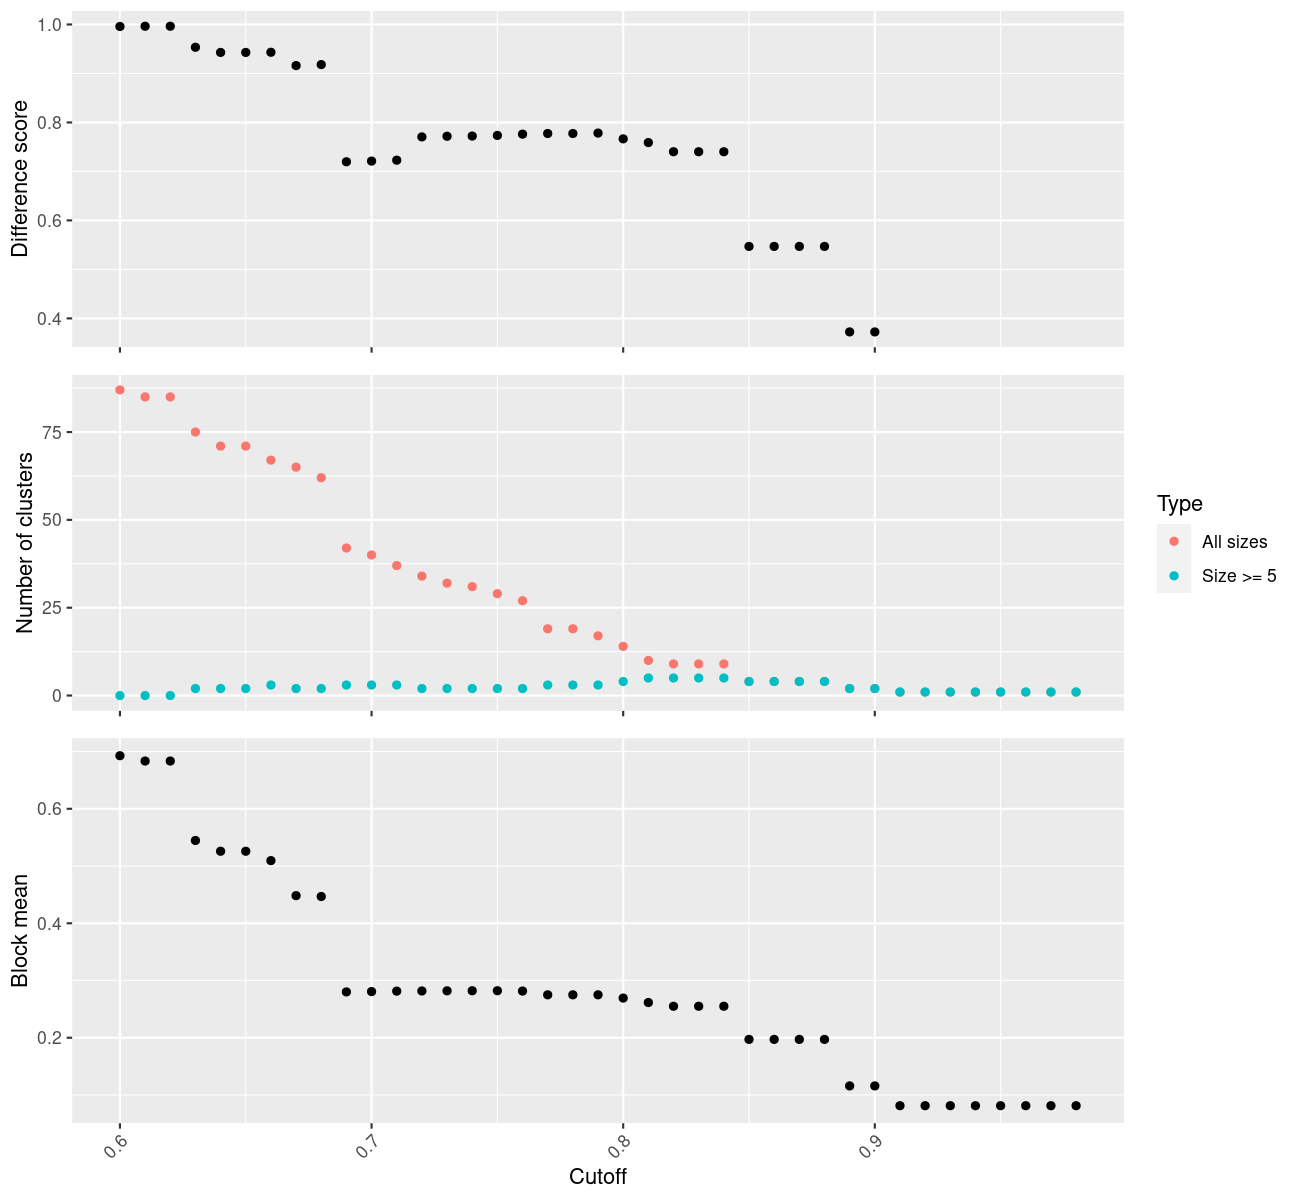 Difference score
1.0
0.8
0.6
0.4
Number of clusters
75
50
25
0
Type
All sizes
Size >= 5
Block mean
0.6
0.4
0.2
0.6
0.7
0.8
0.9
Cutoff